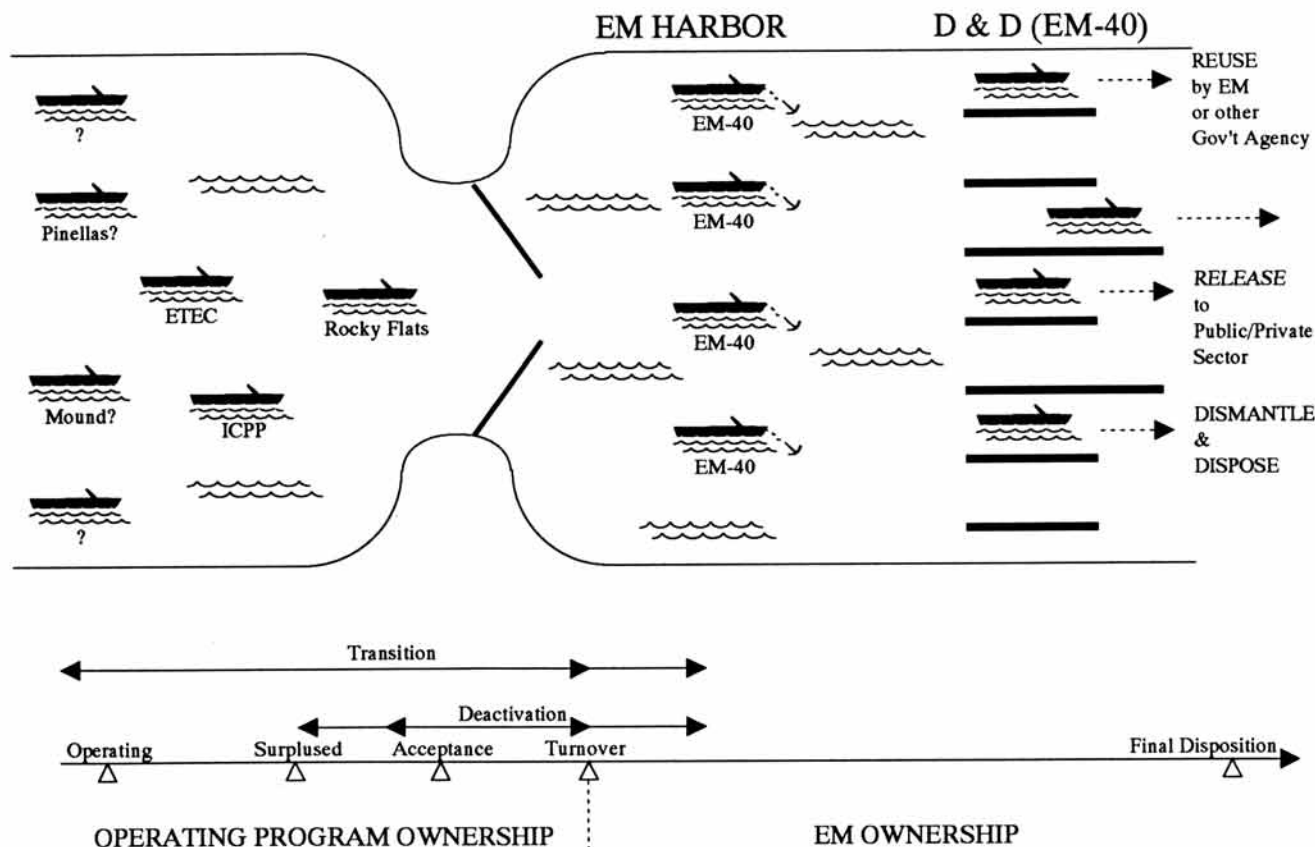 EM HARBOR
D & D (EM-40)
?
Pinellas?
ETEC
Rocky Flats
Mound?
ICPP
?
EM-40
EM-40
EM-40
EM-40
REUSE
by EM
or other
Gov't Agency
RELEASE
to
Public/Private
Sector
DISMANTLE
&
DISPOSE
Transition
Deactivation
Operating
Surplused
Acceptance
Turnover
Final Disposition
OPERATING PROGRAM OWNERSHIP
EM OWNERSHIP